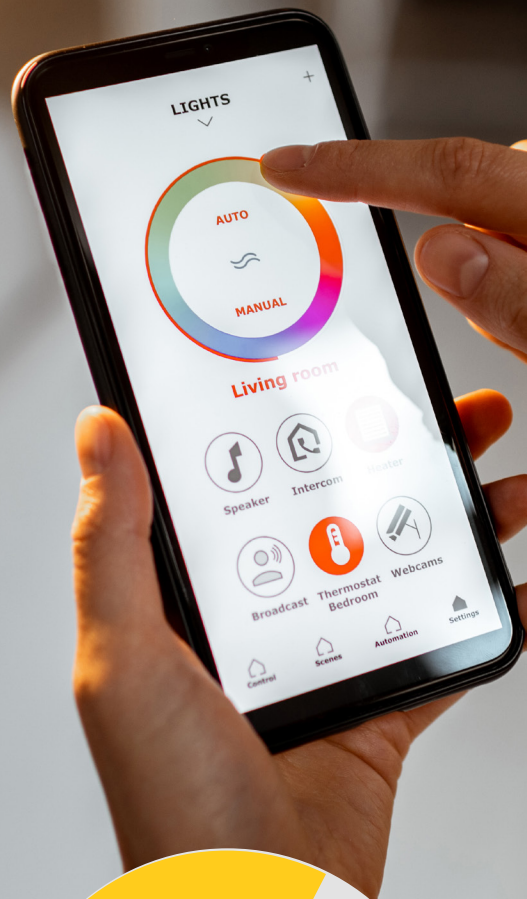 LIGHTS
+
AUTO
MANUAL
Living room
Speaker
Intercom
Heater
Broadcast
Thermostat
Bedroom
Webcams
Control
Scenes
Automation
Settings